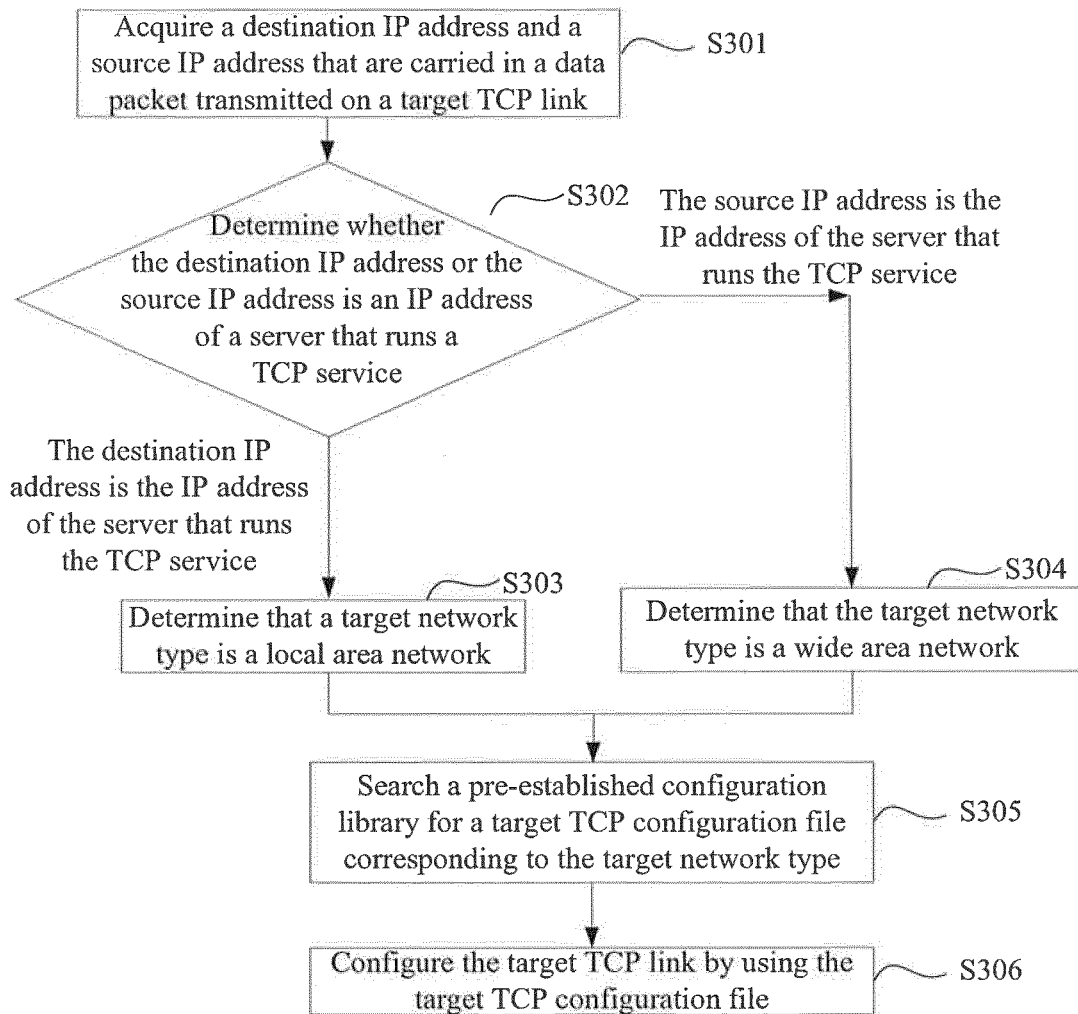 Acquire a destination IP address and a
source IP address that are carried in a data
packet transmitted on a target TCP link
S301
S302
Determine whether
the destination IP address or the
source IP address is an IP address
of a server that runs a
TCP service
The source IP address is the
IP address of the server that
runs the TCP service
The destination IP
address is the IP address
of the server that runs
the TCP service
S303
Determine that a target network
type is a local area network
S304
Determine that the target network
type is a wide area network
Search a pre-established configuration
library for a target TCP configuration file
corresponding to the target network type
S305
Configure the target TCP link by using the
target TCP configuration file
S306